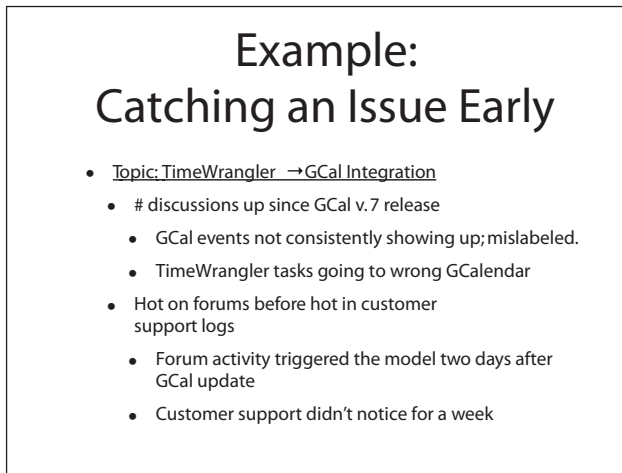 Example:
Catching an Issue Early
• Topic: TimeWrangler →GCal Integration
• # discussions up since GCal v. 7 release
• GCal events not consistently showing up; mislabeled.
• TimeWrangler tasks going to wrong GCalendar
• Hot on forums before hot in customer
support logs
• Forum activity triggered the model two days after
GCal update
• Customer support didn’t notice for a week